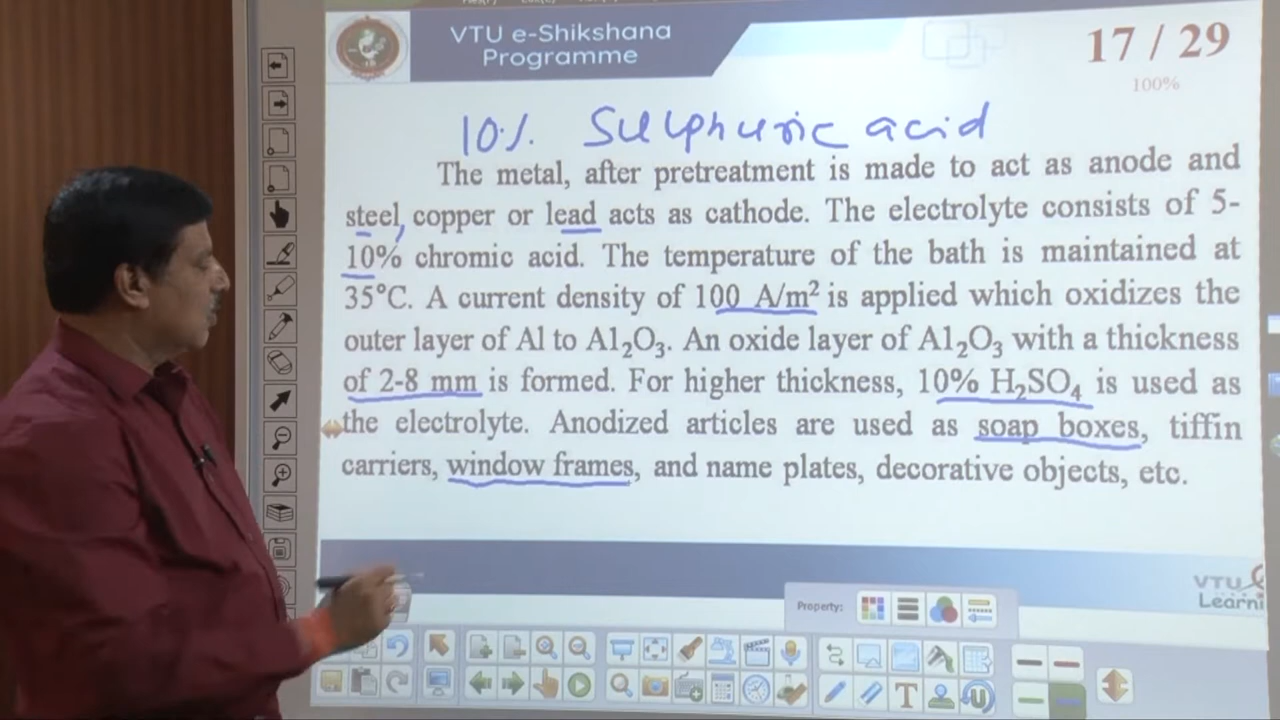 VTU e-Shikshana
Programme
17 / 29
100%
10% Sulphuric acid
The metal, after pretreatment is made to act as anode and
steel, copper or lead acts as cathode. The electrolyte consists of 5-
10% chromic acid. The temperature of the bath is maintained at
35°C. A current density of 100 A/m² is applied which oxidizes the
outer layer of Al to Al₂O₃. An oxide layer of Al₂O₃ with a thickness
of 2-8 mm is formed. For higher thickness, 10% H₂SO₄ is used as
the electrolyte. Anodized articles are used as soap boxes, tiffin
carriers, window frames, and name plates, decorative objects, etc.
VTU
Learni
Property: